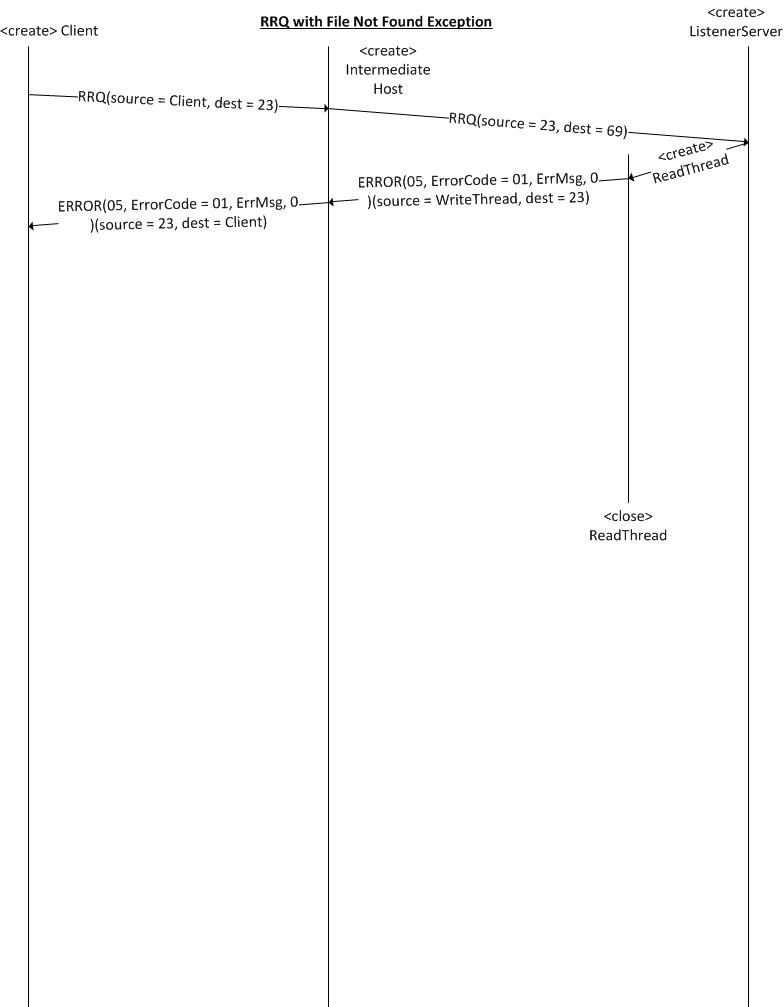 RRQ with File Not Found Exception
<create> Client
<create>
ListenerServer
<create>
Intermediate
Host
RRQ(source = Client, dest = 23)
RRQ(source = 23, dest = 69)
<create>
ReadThread
ERROR(05, ErrorCode = 01, ErrMsg, 0
)(source = WriteThread, dest = 23)
ERROR(05, ErrorCode = 01, ErrMsg, 0
)(source = 23, dest = Client)
<close>
ReadThread